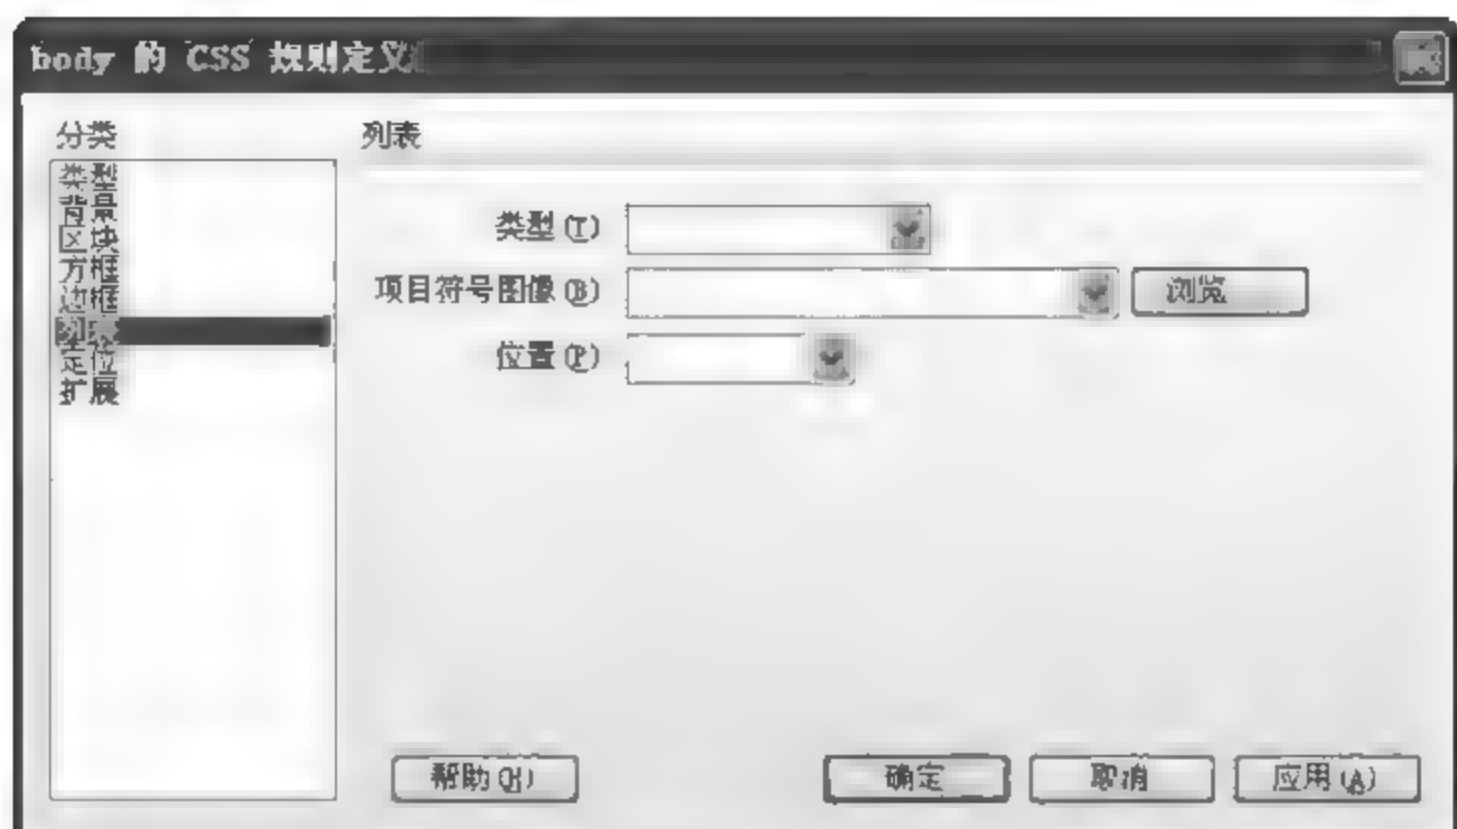 body 的 CSS 规则定义
分类
类型
背景
区块
方框
边框
列表
定位
扩展
列表
类型(T)
项目符号图像(B)
浏览
位置(P)
帮助(H)
确定
取消
应用(A)